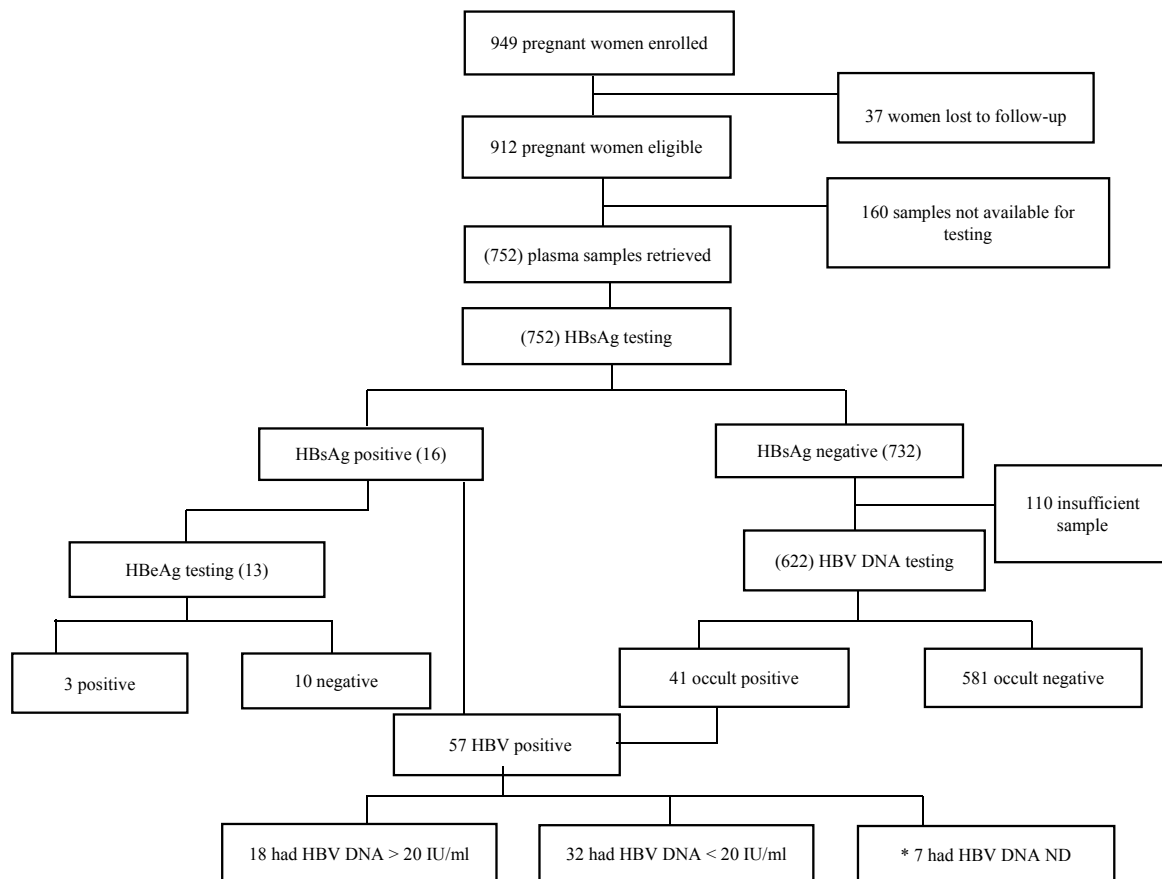 949 pregnant women enrolled
37 women lost to follow-up
912 pregnant women eligible
160 samples not available for
testing
(752) plasma samples retrieved
(752) HBsAg testing
HBsAg positive (16)
HBsAg negative (732)
110 insufficient
sample
HBeAg testing (13)
(622) HBV DNA testing
3 positive
10 negative
41 occult positive
581 occult negative
57 HBV positive
18 had HBV DNA > 20 IU/ml
32 had HBV DNA < 20 IU/ml
* 7 had HBV DNA ND